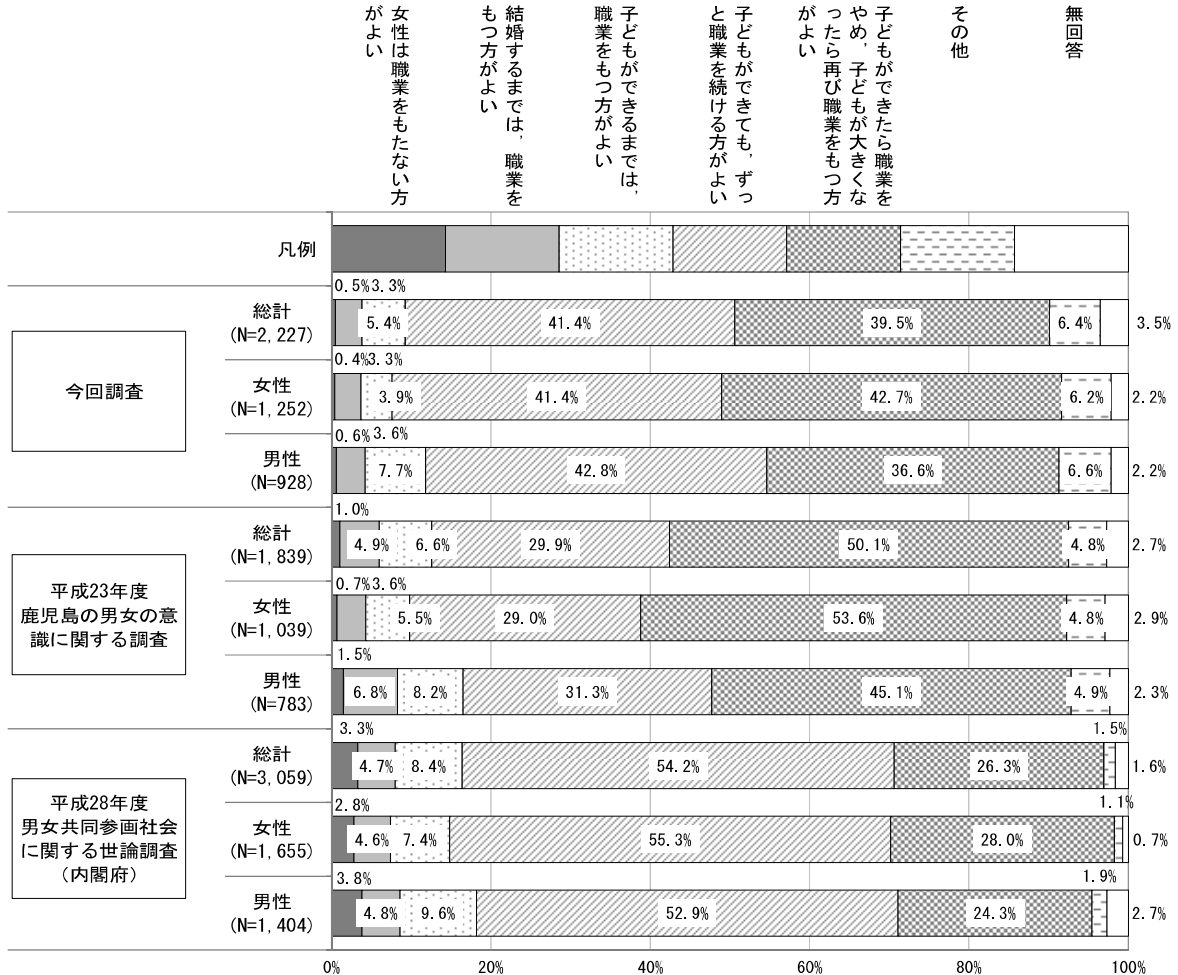 女性は職業をもたない方
がよい
結婚するまでは，職業を
もつ方がよい
子どもができるまでは，
職業をもつ方がよい
子どもができても，ずっ
と職業を続ける方がよい
子どもができたら職業を
やめ，子どもが大きくな
ったら再び職業をもつ方
がよい
その他
無回答
凡例
今回調査
総計
(N=2,227)
0.5% 3.3%
5.4% 41.4% 39.5% 6.4% 3.5%
女性
(N=1,252)
0.4% 3.3%
3.9% 41.4% 42.7% 6.2% 2.2%
男性
(N=928)
0.6% 3.6%
7.7% 42.8% 36.6% 6.6% 2.2%
平成23年度
鹿児島の男女の意
識に関する調査
総計
(N=1,839)
1.0%
4.9% 6.6% 29.9% 50.1% 4.8% 2.7%
女性
(N=1,039)
0.7% 3.6%
5.5% 29.0% 53.6% 4.8% 2.9%
男性
(N=783)
1.5%
6.8% 8.2% 31.3% 45.1% 4.9% 2.3%
平成28年度
男女共同参画社会
に関する世論調査
（内閣府）
総計
(N=3,059)
3.3% 1.5%
4.7% 8.4% 54.2% 26.3% 1.6%
女性
(N=1,655)
2.8% 1.1%
4.6% 7.4% 55.3% 28.0% 0.7%
男性
(N=1,404)
3.8% 1.9%
4.8% 9.6% 52.9% 24.3% 2.7%
0% 20% 40% 60% 80% 100%